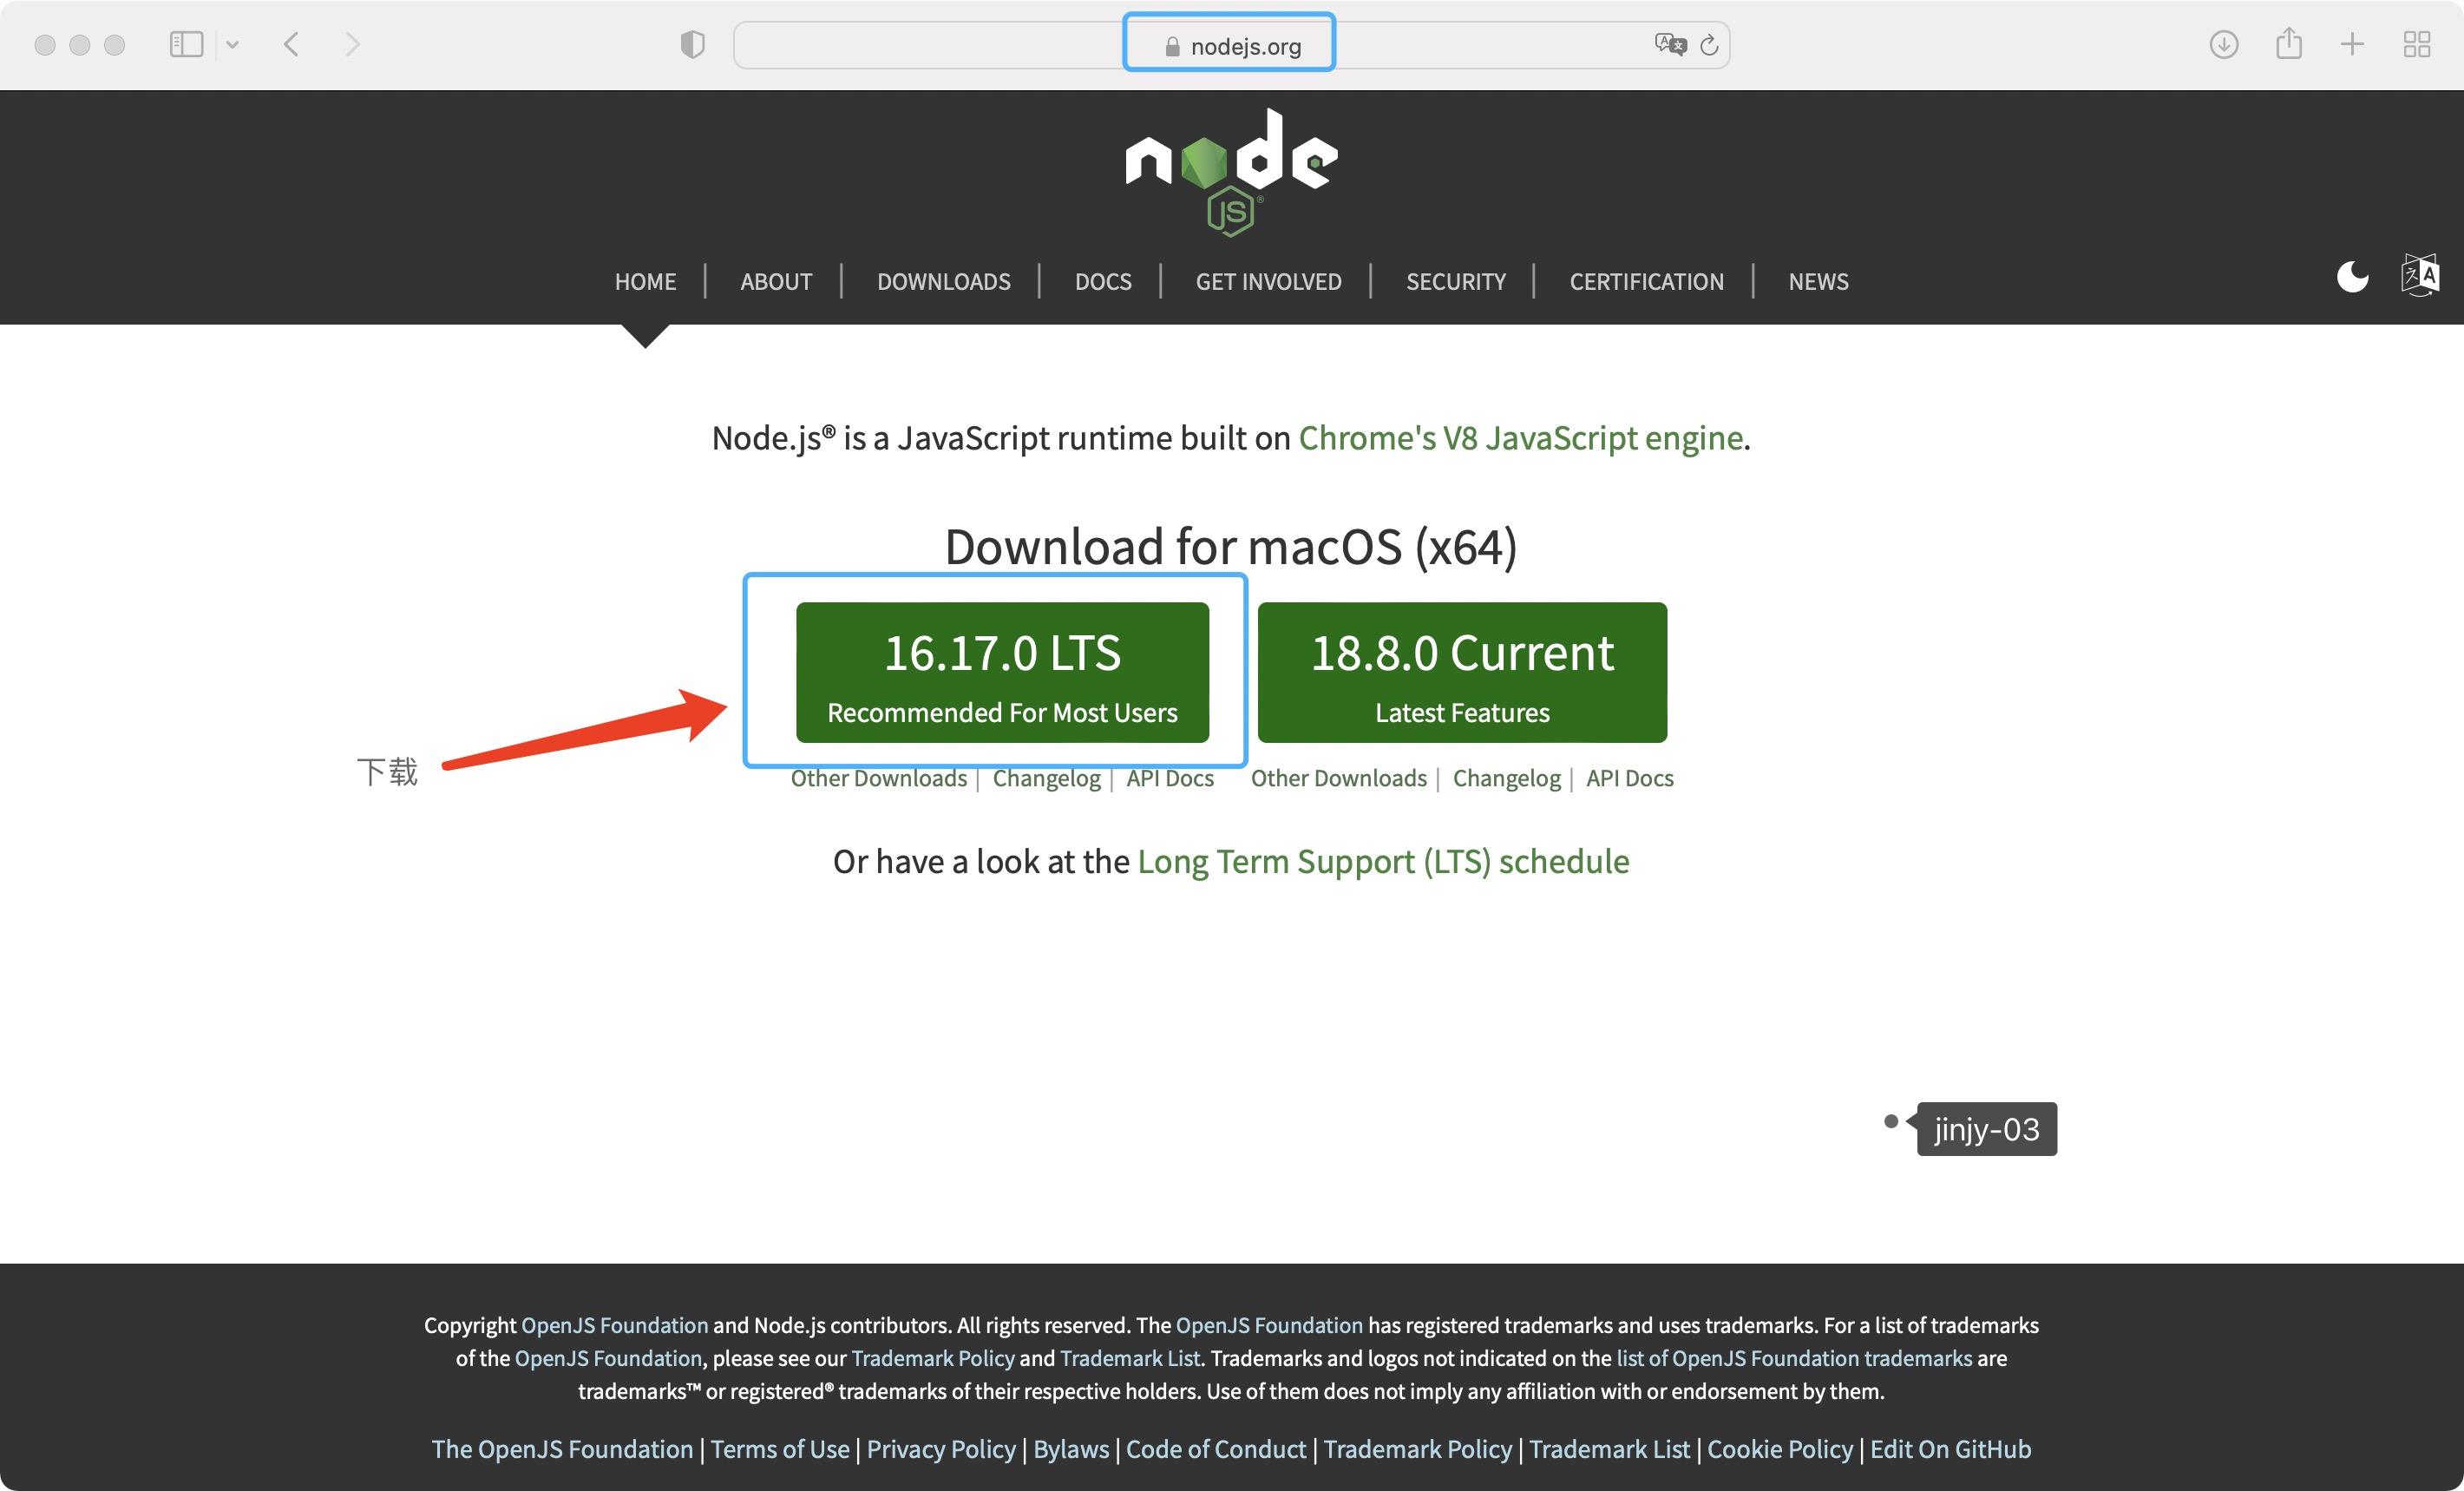 nodejs.org
node
JS®
HOME | ABOUT | DOWNLOADS | DOCS | GET INVOLVED | SECURITY | CERTIFICATION | NEWS
Node.js® is a JavaScript runtime built on Chrome's V8 JavaScript engine.
Download for macOS (x64)
16.17.0 LTS
Recommended For Most Users
18.8.0 Current
Latest Features
下载
Other Downloads | Changelog | API Docs
Other Downloads | Changelog | API Docs
Or have a look at the Long Term Support (LTS) schedule
jinjy-03
Copyright OpenJS Foundation and Node.js contributors. All rights reserved. The OpenJS Foundation has registered trademarks and uses trademarks. For a list of trademarks
of the OpenJS Foundation, please see our Trademark Policy and Trademark List. Trademarks and logos not indicated on the list of OpenJS Foundation trademarks are
trademarks™ or registered® trademarks of their respective holders. Use of them does not imply any affiliation with or endorsement by them.
The OpenJS Foundation | Terms of Use | Privacy Policy | Bylaws | Code of Conduct | Trademark Policy | Trademark List | Cookie Policy | Edit On GitHub